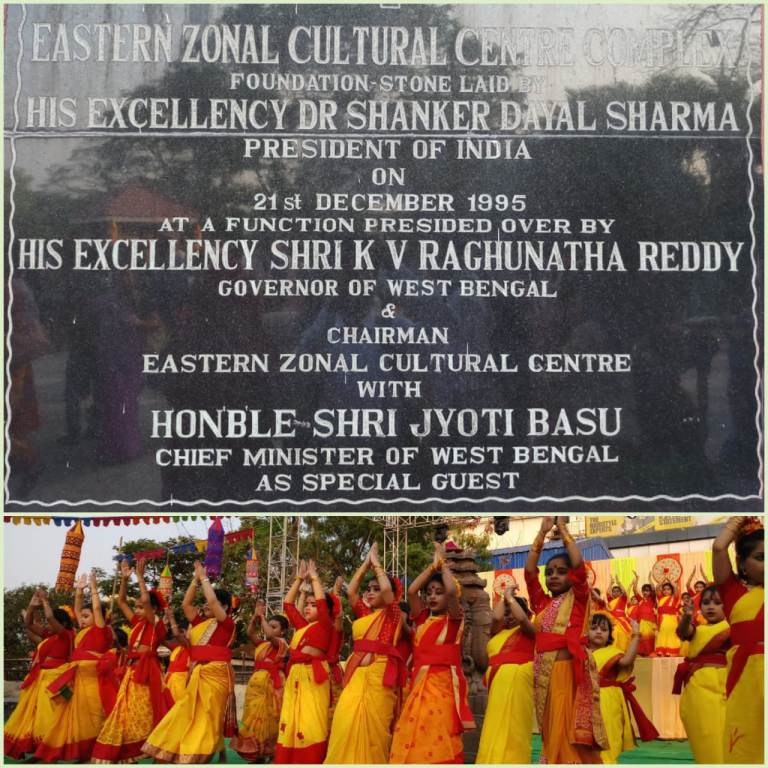 EASTERN ZONAL CULTURAL CENTRE COMPLEX
FOUNDATION-STONE LAID BY
HIS EXCELLENCY DR SHANKER DAYAL SHARMA
PRESIDENT OF INDIA
ON
21st DECEMBER 1995
AT A FUNCTION PRESIDED OVER BY
HIS EXCELLENCY SHRI K V RAGHUNATHA REDDY
GOVERNOR OF WEST BENGAL
&
CHAIRMAN
EASTERN ZONAL CULTURAL CENTRE
WITH
HONBLE-SHRI JYOTI BASU
CHIEF MINISTER OF WEST BENGAL
AS SPECIAL GUEST